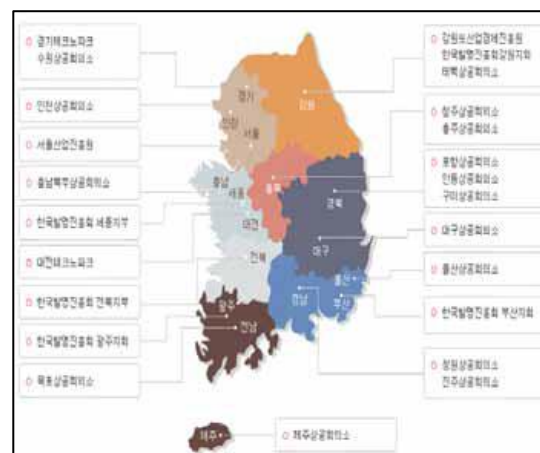 경기테크노파크
수원상공회의소
인천상공회의소
서울산업진흥원
충남북부상공회의소
한국발명진흥회 세종지부
대전테크노파크
한국발명진흥회 전북지부
한국발명진흥회 광주지회
목포상공회의소
강원도산업경제진흥원
한국발명진흥회강원지회
태백상공회의소
청주상공회의소
충주상공회의소
포항상공회의소
안동상공회의소
구미상공회의소
대구상공회의소
울산상공회의소
한국발명진흥회 부산지회
창원상공회의소
진주상공회의소
제주상공회의소
경기
인천
서울
강원
충남
세종
충북
대전
경북
전북
대구
울산
경남
부산
광주
전남
제주